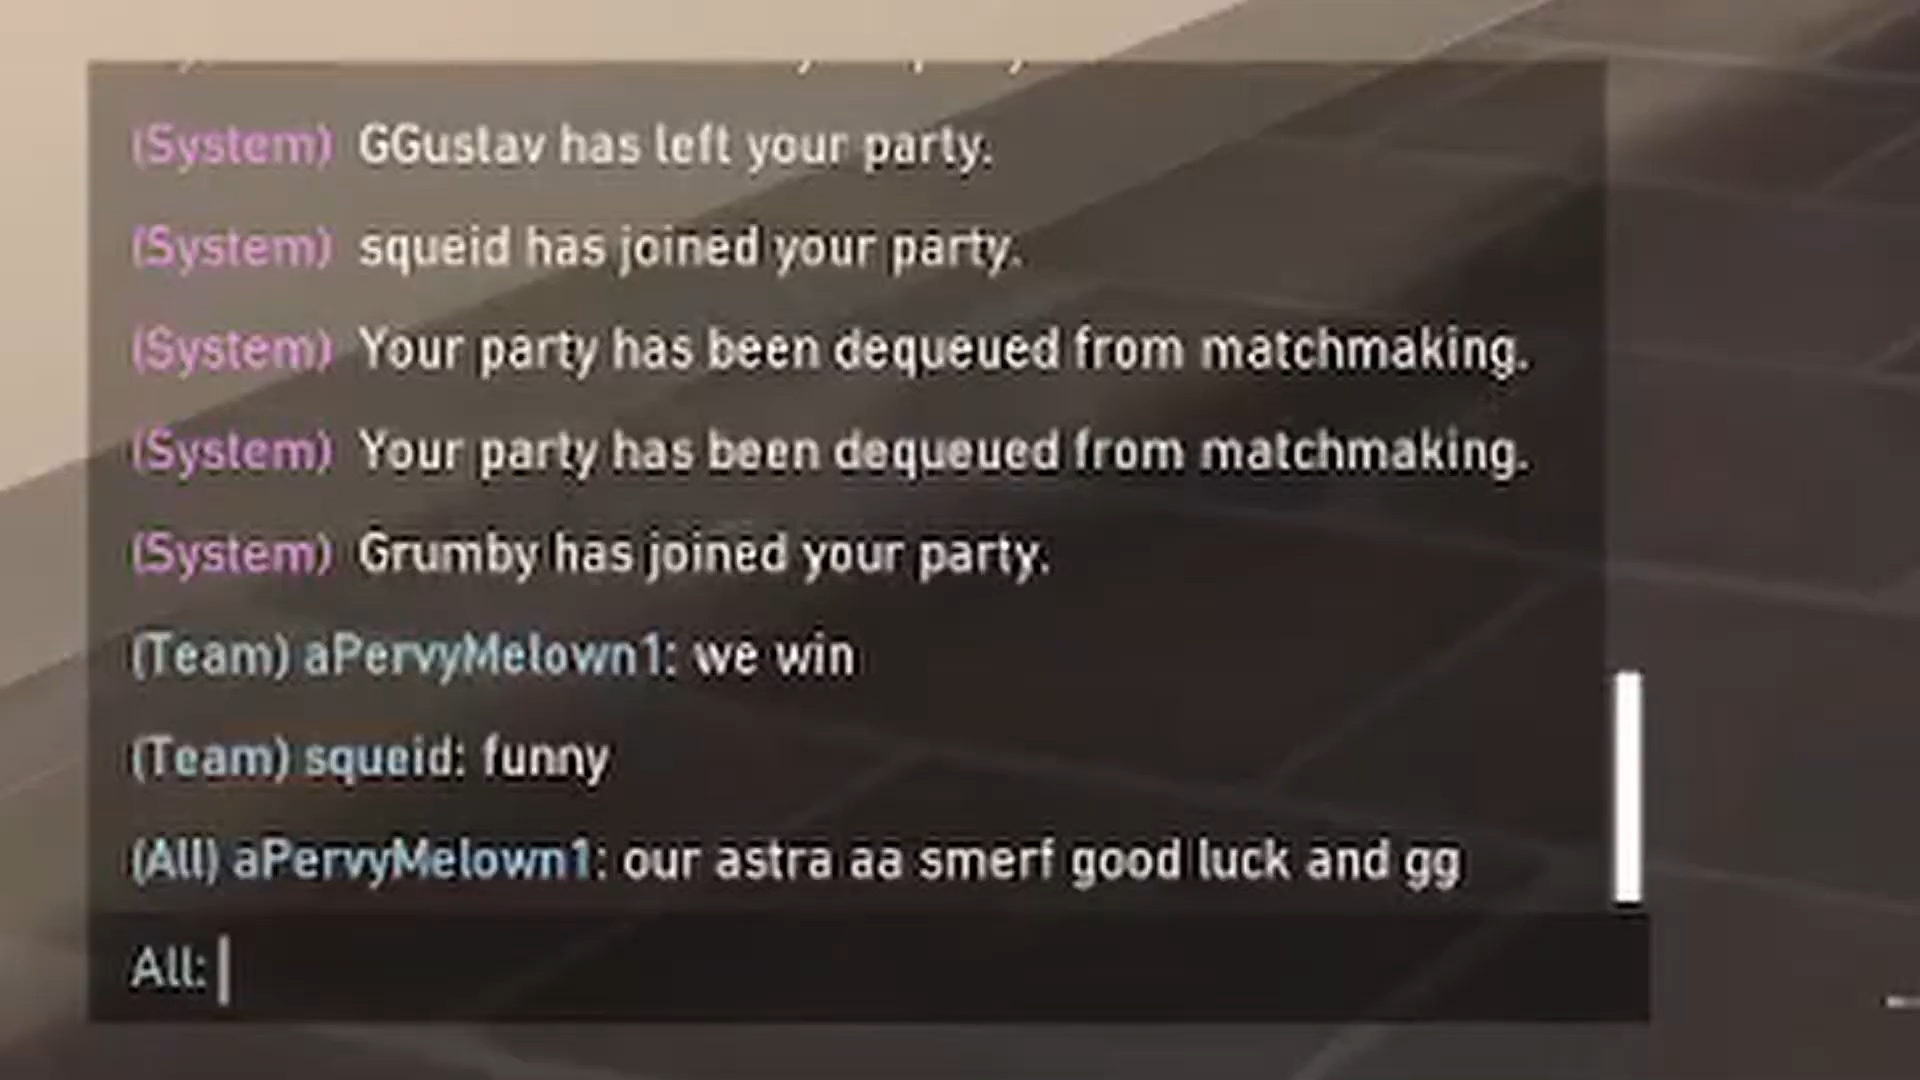 (System) GGustav has left your party.
(System) squeid has joined your party.
(System) Your party has been dequeued from matchmaking.
(System) Your party has been dequeued from matchmaking.
(System) Grumby has joined your party.
(Team) aPervyMelown1: we win
(Team) squeid: funny
(All) aPervyMelown1: our astra aa smerf good luck and gg
All: